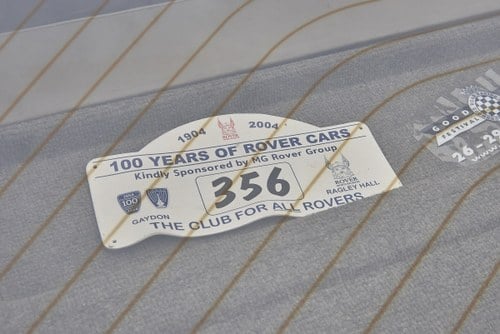 1904 2004
100 YEARS OF ROVER CARS
Kindly Sponsored by MG Rover Group
356
100
ROVER
GAYDON
RAGLEY HALL
THE CLUB FOR ALL ROVERS
FESTIVAL